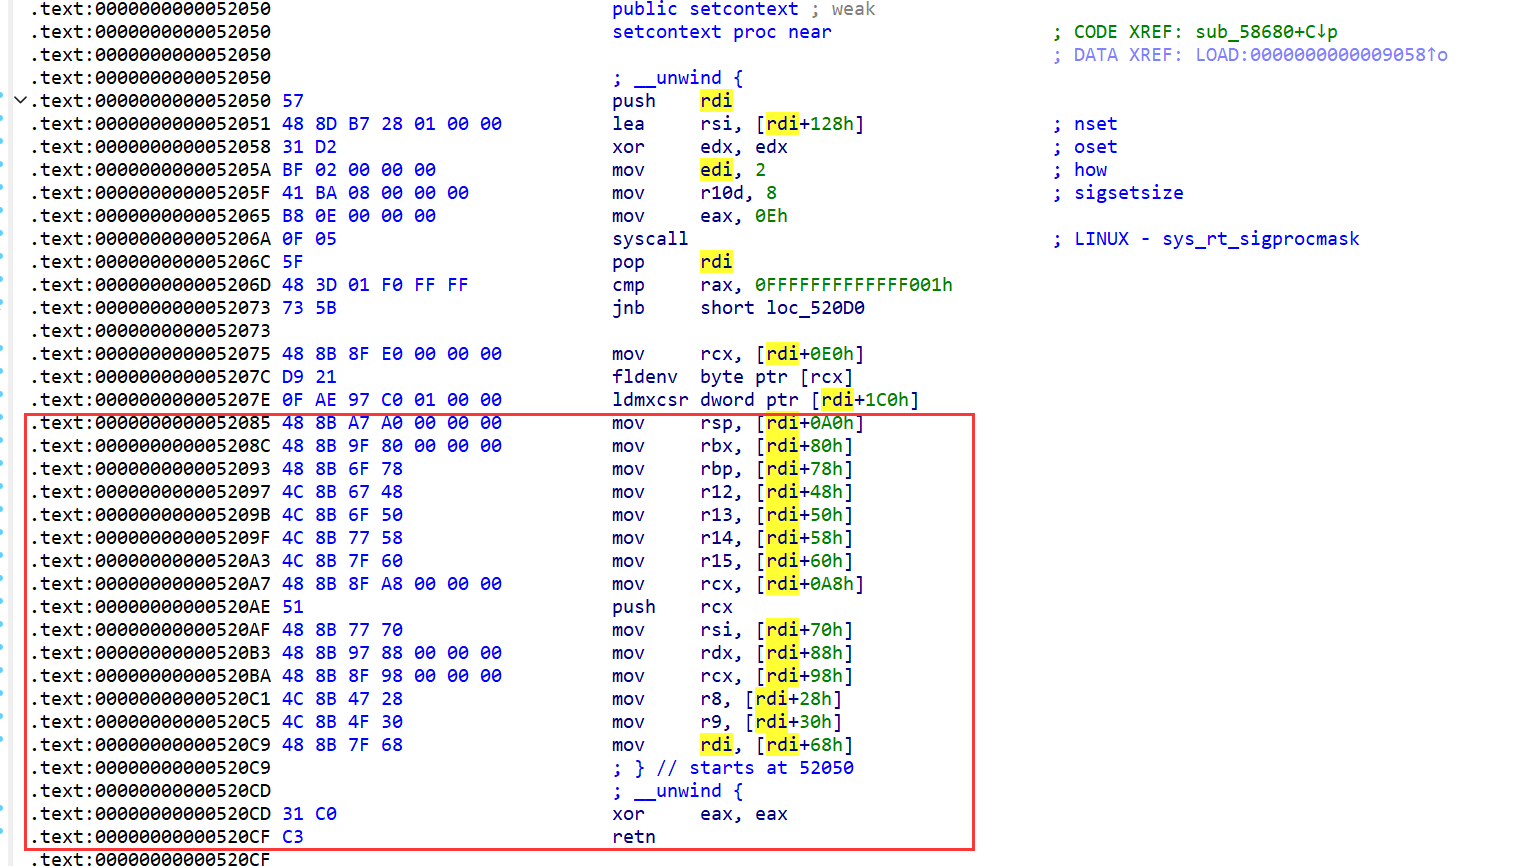 .text:0000000000052050 public setcontext ; weak
.text:0000000000052050 setcontext proc near ; CODE XREF: sub_58680+C↓p
.text:0000000000052050 ; DATA XREF: LOAD:0000000000009058↑o
.text:0000000000052050 ; __unwind {
.text:0000000000052050 57 push rdi
.text:0000000000052051 48 8D B7 28 01 00 00 lea rsi, [rdi+128h] ; nset
.text:0000000000052058 31 D2 xor edx, edx ; oset
.text:000000000005205A BF 02 00 00 00 mov edi, 2 ; how
.text:000000000005205F 41 BA 08 00 00 00 mov r10d, 8 ; sigsetsize
.text:0000000000052065 B8 0E 00 00 00 mov eax, 0Eh
.text:000000000005206A 0F 05 syscall ; LINUX - sys_rt_sigprocmask
.text:000000000005206C 5F pop rdi
.text:000000000005206D 48 3D 01 F0 FF FF cmp rax, 0FFFFFFFFFFFFF001h
.text:0000000000052073 73 5B jnb short loc_520D0
.text:0000000000052073
.text:0000000000052075 48 8B 8F E0 00 00 00 mov rcx, [rdi+0E0h]
.text:000000000005207C D9 21 fldenv byte ptr [rcx]
.text:000000000005207E 0F AE 97 C0 01 00 00 ldmxcsr dword ptr [rdi+1C0h]
.text:0000000000052085 48 8B A7 A0 00 00 00 mov rsp, [rdi+0A0h]
.text:000000000005208C 48 8B 9F 80 00 00 00 mov rbx, [rdi+80h]
.text:0000000000052093 48 8B 6F 78 mov rbp, [rdi+78h]
.text:0000000000052097 4C 8B 67 48 mov r12, [rdi+48h]
.text:000000000005209B 4C 8B 6F 50 mov r13, [rdi+50h]
.text:000000000005209F 4C 8B 77 58 mov r14, [rdi+58h]
.text:00000000000520A3 4C 8B 7F 60 mov r15, [rdi+60h]
.text:00000000000520A7 48 8B 8F A8 00 00 00 mov rcx, [rdi+0A8h]
.text:00000000000520AE 51 push rcx
.text:00000000000520AF 48 8B 77 70 mov rsi, [rdi+70h]
.text:00000000000520B3 48 8B 97 88 00 00 00 mov rdx, [rdi+88h]
.text:00000000000520BA 48 8B 8F 98 00 00 00 mov rcx, [rdi+98h]
.text:00000000000520C1 4C 8B 47 28 mov r8, [rdi+28h]
.text:00000000000520C5 4C 8B 4F 30 mov r9, [rdi+30h]
.text:00000000000520C9 48 8B 7F 68 mov rdi, [rdi+68h]
.text:00000000000520C9 ; } // starts at 52050
.text:00000000000520CD ; __unwind {
.text:00000000000520CD 31 C0 xor eax, eax
.text:00000000000520CF C3 retn
.text:00000000000520CF